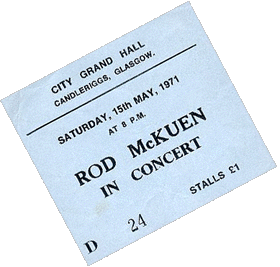 CITY GRAND HALL
CANDLERIGGS, GLASGOW.
SATURDAY, 15th MAY, 1971
AT 8 P.M.
ROD McKUEN
IN CONCERT
STALLS £1
D 24